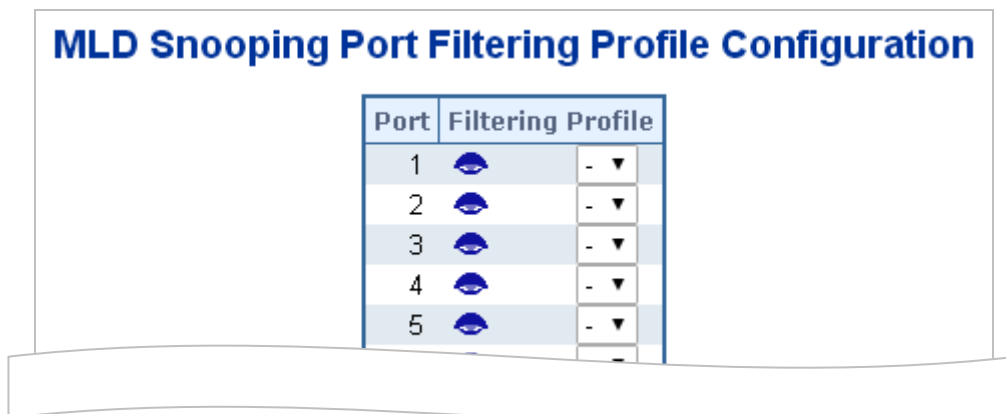 MLD Snooping Port Filtering Profile Configuration
Port Filtering Profile
1 - ▼
2 - ▼
3 - ▼
4 - ▼
5 - ▼